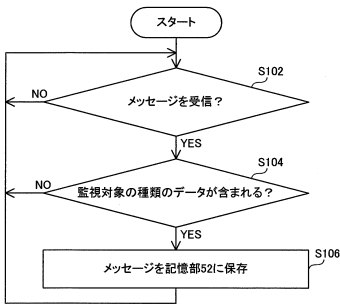 スタート
S102
メッセージを受信？
NO
YES
S104
監視対象の種類のデータが含まれる？
NO
YES
S106
メッセージを記憶部52に保存